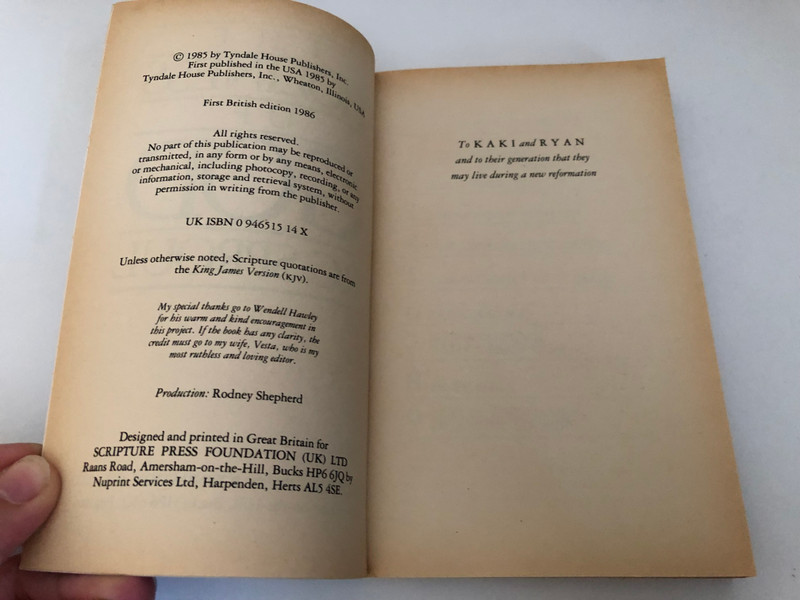 © 1985 by Tyndale House Publishers, Inc.
First published in the USA 1985 by
Tyndale House Publishers, Inc., Wheaton, Illinois, USA
First British edition 1986
All rights reserved.
No part of this publication may be reproduced or
transmitted, in any form or by any means, electronic
or mechanical, including photocopy, recording, or any
information, storage and retrieval system, without
permission in writing from the publisher.
UK ISBN 0 946515 14 X
Unless otherwise noted, Scripture quotations are from
the King James Version (KJV).
My special thanks go to Wendell Hawley
for his warm and kind encouragement in
this project. If the book has any clarity, the
credit must go to my wife, Vesta, who is my
most ruthless and loving editor.
Production: Rodney Shepherd
Designed and printed in Great Britain for
SCRIPTURE PRESS FOUNDATION (UK) LTD
Raans Road, Amersham-on-the-Hill, Bucks HP6 6JQ by
Nuprint Services Ltd, Harpenden, Herts AL5 4SE.
To KAKI and RYAN
and to their generation that they
may live during a new reformation